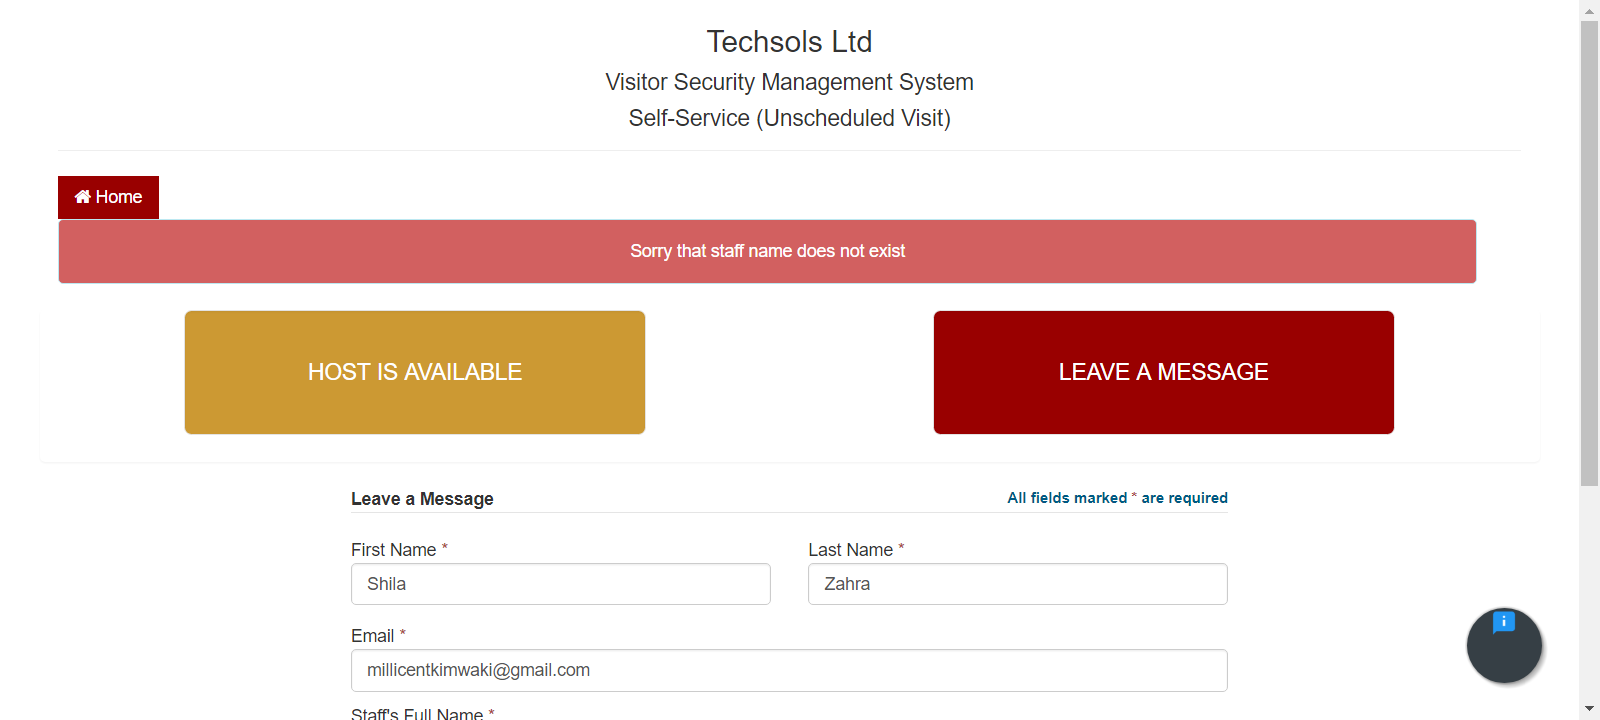 Techsols Ltd
Visitor Security Management System
Self-Service (Unscheduled Visit)
Home
Sorry that staff name does not exist
HOST IS AVAILABLE
LEAVE A MESSAGE
Leave a Message
All fields marked * are required
First Name *
Last Name *
Shila
Zahra
Email *
millicentkimwaki@gmail.com
Staff's Full Name *